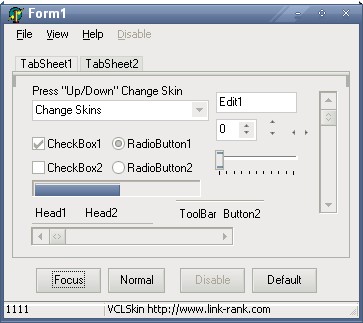 Form1
File View Help Disable
TabSheet1 TabSheet2
Press "Up/Down" Change Skin
Change Skins
Edit1
0
CheckBox1 RadioButton1
CheckBox2 RadioButton2
Head1 Head2
ToolBar Button2
Focus Normal Disable Default
1111 VCLSkin http://www.link-rank.com